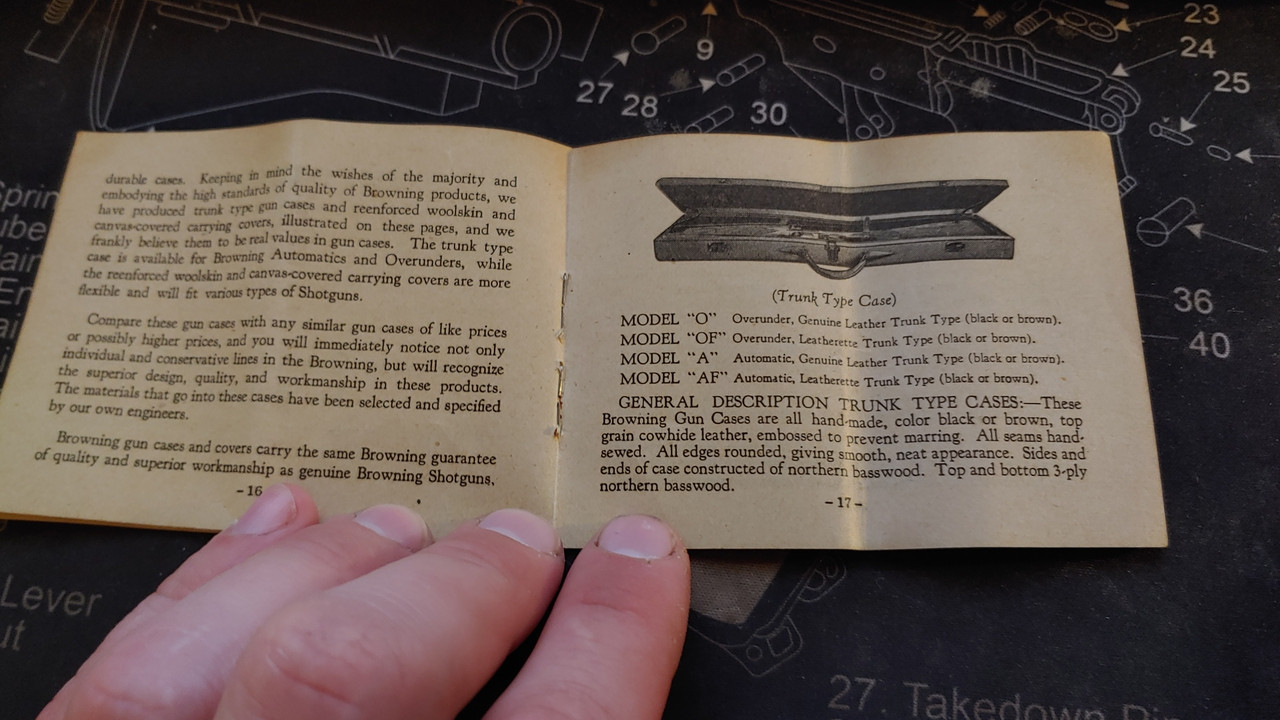 durable cases. Keeping in mind the wishes of the majority and
embodying the high standards of quality of Browning products, we
have produced trunk type gun cases and reenforced woolskin and
canvas-covered carrying covers, illustrated on these pages, and we
frankly believe them to be real values in gun cases. The trunk type
case is available for Browning Automatics and Overunders, while
the reenforced woolskin and canvas-covered carrying covers are more
flexible and will fit various types of Shotguns.
Compare these gun cases with any similar gun cases of like prices
or possibly higher prices, and you will immediately notice not only
individual and conservative lines in the Browning, but will recognize
the superior design, quality, and workmanship in these products.
The materials that go into these cases have been selected and specified
by our own engineers.
Browning gun cases and covers carry the same Browning guarantee
of quality and superior workmanship as genuine Browning Shotguns.
-16
(Trunk Type Case)
MODEL "O" Overunder, Genuine Leather Trunk Type (black or brown).
MODEL "OF" Overunder, Leatherette Trunk Type (black or brown).
MODEL "A" Automatic, Genuine Leather Trunk Type (black or brown).
MODEL "AF" Automatic, Leatherette Trunk Type (black or brown).
GENERAL DESCRIPTION TRUNK TYPE CASES:—These
Browning Gun Cases are all hand-made, color black or brown, top
grain cowhide leather, embossed to prevent marring. All seams hand-
sewed. All edges rounded, giving smooth, neat appearance. Sides and
ends of case constructed of northern basswood. Top and bottom 3-ply
northern basswood.
-17-
9
23
24
25
27
28
30
36
40
Lever
27. Takedown